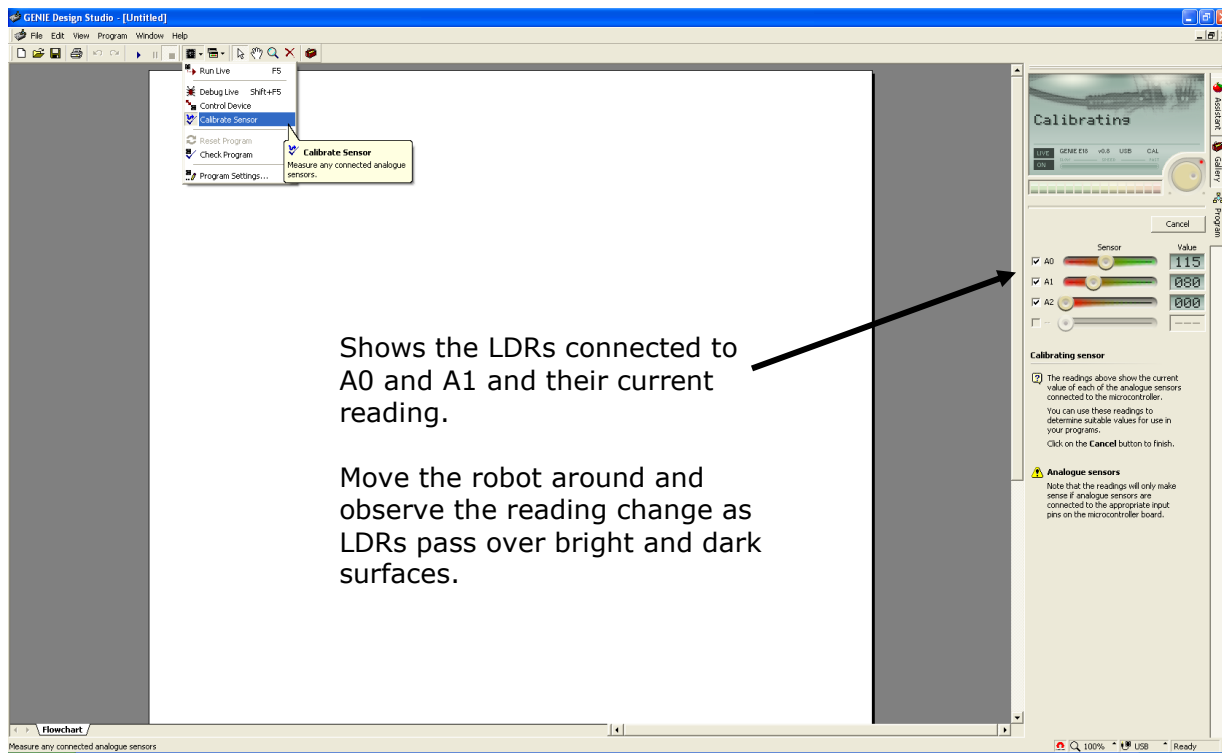 GENIE Design Studio - [Untitled]
File Edit View Program Window Help
Run Live F5
Debug Live Shift+F5
Control Device
Calibrate Sensor
Reset Program
Check Program
Program Settings...
Calibrate Sensor
Measure any connected analogue
sensors.
Shows the LDRs connected to
A0 and A1 and their current
reading.
Move the robot around and
observe the reading change as
LDRs pass over bright and dark
surfaces.
Calibrating
LIVE GENIE E18 v0.8 USB CAL
ON
Assistant
Gallery
Program
Cancel
Sensor Value
A0 115
A1 080
A2 000
-- ---
Calibrating sensor
The readings above show the current
value of each of the analogue sensors
connected to the microcontroller.
You can use these readings to
determine suitable values for use in
your programs.
Click on the Cancel button to finish.
Analogue sensors
Note that the readings will only make
sense if analogue sensors are
connected to the appropriate input
pins on the microcontroller board.
Flowchart
Measure any connected analogue sensors
100% USB Ready